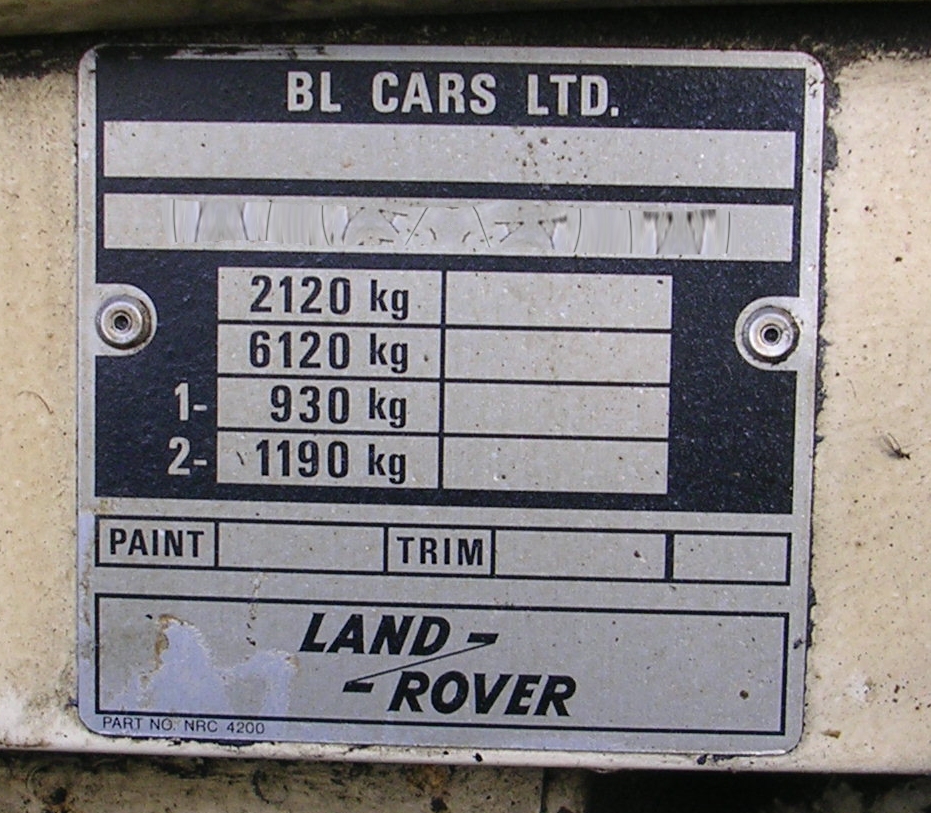 BL CARS LTD.
2120 kg
6120 kg
1- 930 kg
2- 1190 kg
PAINT TRIM
LAND-
-ROVER
PART NO. NRC 4200